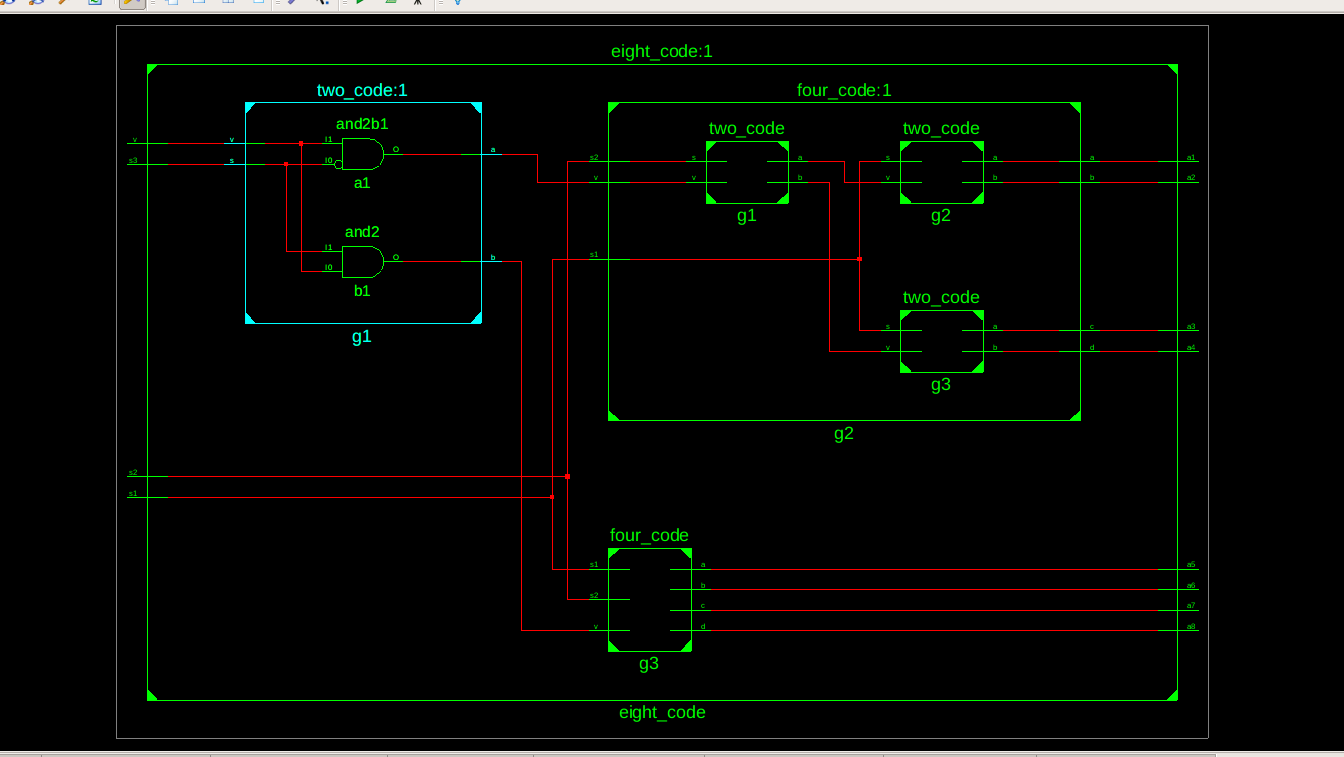 eight_code:1
two_code:1
four_code:1
and2b1
two_code
two_code
v
v
I1
O
a
s3
s
I0
a1
s2
s
a
s
a
a
a1
v
v
b
v
b
b
a2
g1
g2
and2
I1
O
b
I0
b1
s1
g1
two_code
s
a
c
a3
v
b
d
a4
g3
g2
s2
s1
four_code
s1
a
a5
b
a6
s2
c
a7
v
d
a8
g3
eight_code